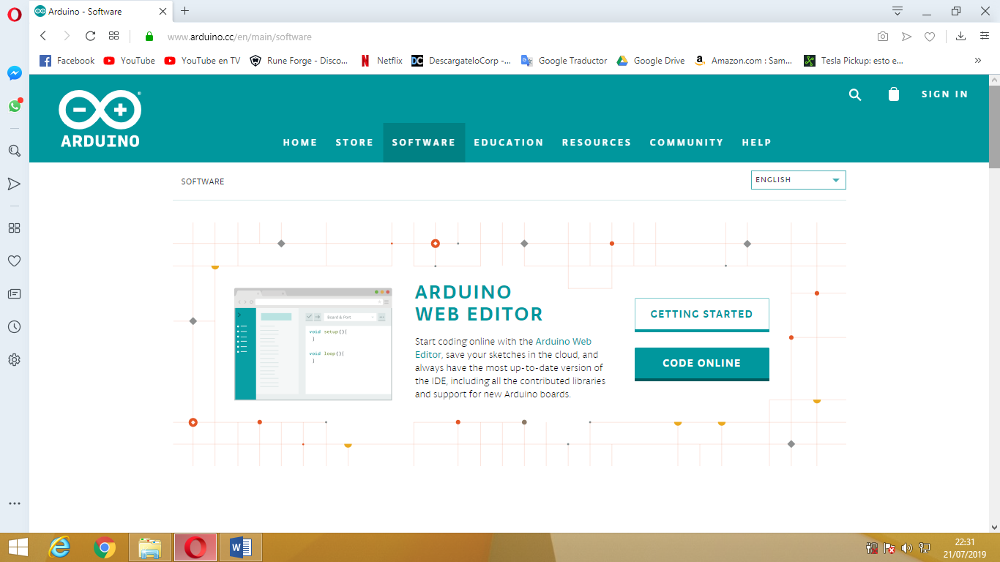 Arduino - Software
www.arduino.cc/en/main/software
Facebook YouTube YouTube en TV Rune Forge - Disco... Netflix DC DescargateloCorp -... Google Traductor Google Drive Amazon.com : Sam... Tesla Pickup: esto e... »
ARDUINO
SIGN IN
HOME STORE SOFTWARE EDUCATION RESOURCES COMMUNITY HELP
SOFTWARE
ENGLISH
Board & Port
void setup(){
}
void loop(){
}
ARDUINO
WEB EDITOR
Start coding online with the Arduino Web
Editor, save your sketches in the cloud, and
always have the most up-to-date version of
the IDE, including all the contributed libraries
and support for new Arduino boards.
GETTING STARTED
CODE ONLINE
22:31
21/07/2019